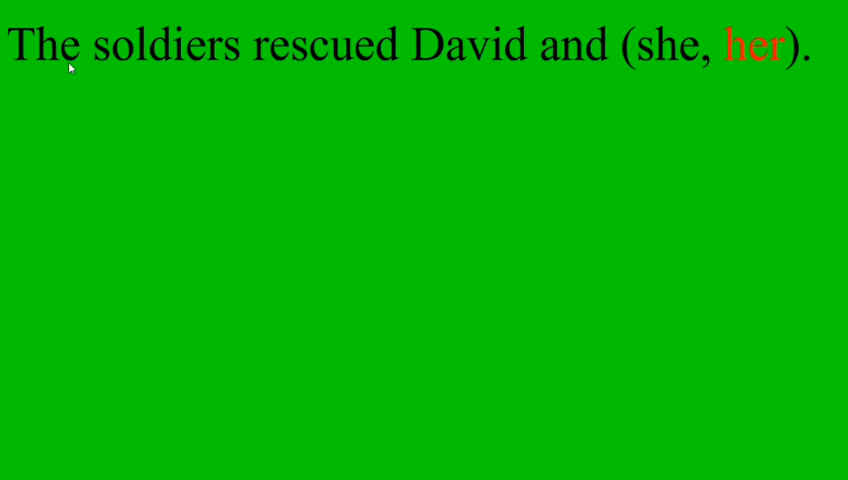 The soldiers rescued David and (she, her).